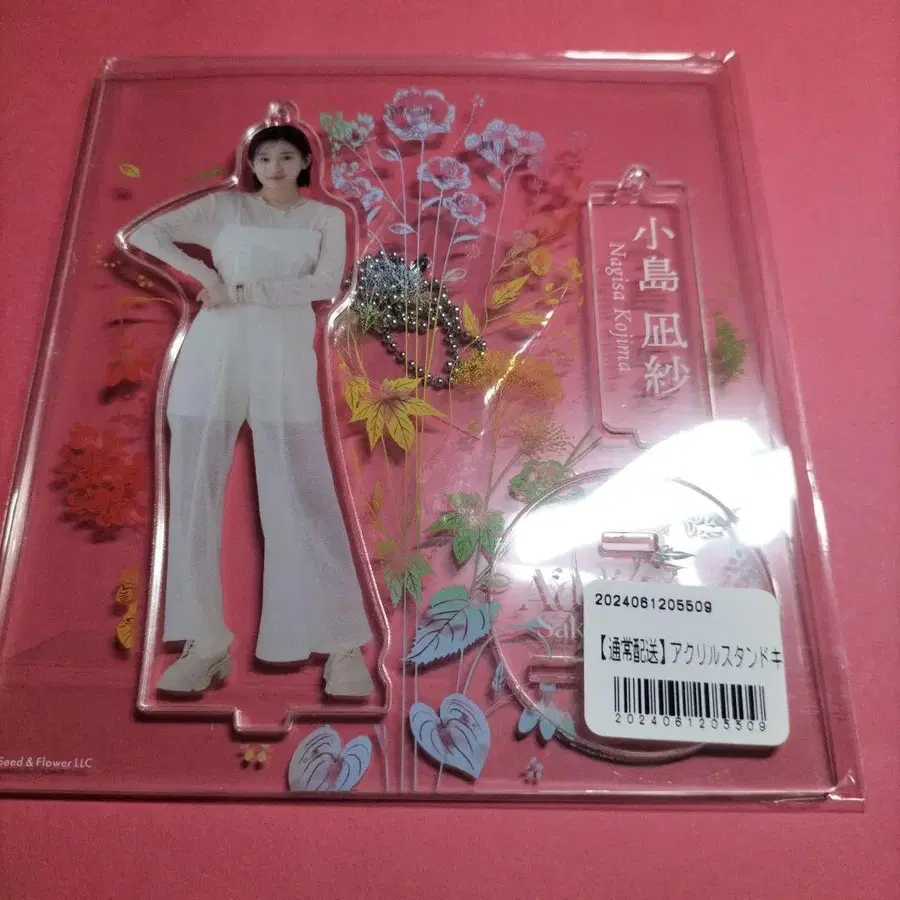 小島 凪紗
Nagisa Kojima
2024061205509
【通常配送】アクリルスタンドキ
2024061205509
Seed & Flower LLC